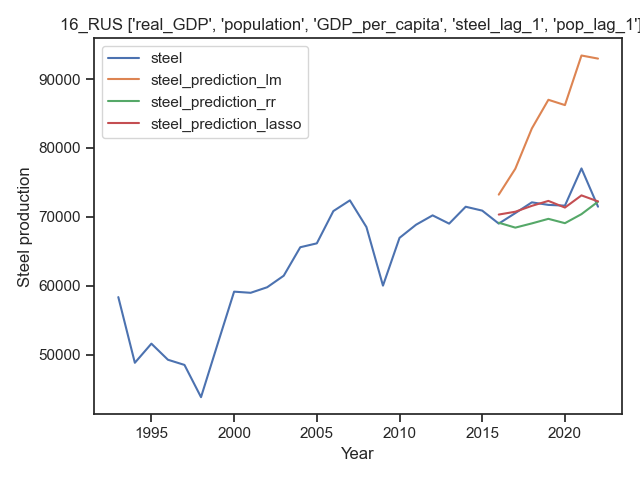 16_RUS ['real_GDP', 'population', 'GDP_per_capita', 'steel_lag_1', 'pop_lag_1']
steel
steel_prediction_lm
steel_prediction_rr
steel_prediction_lasso
90000
80000
70000
60000
50000
Steel production
1995
2000
2005
2010
2015
2020
Year